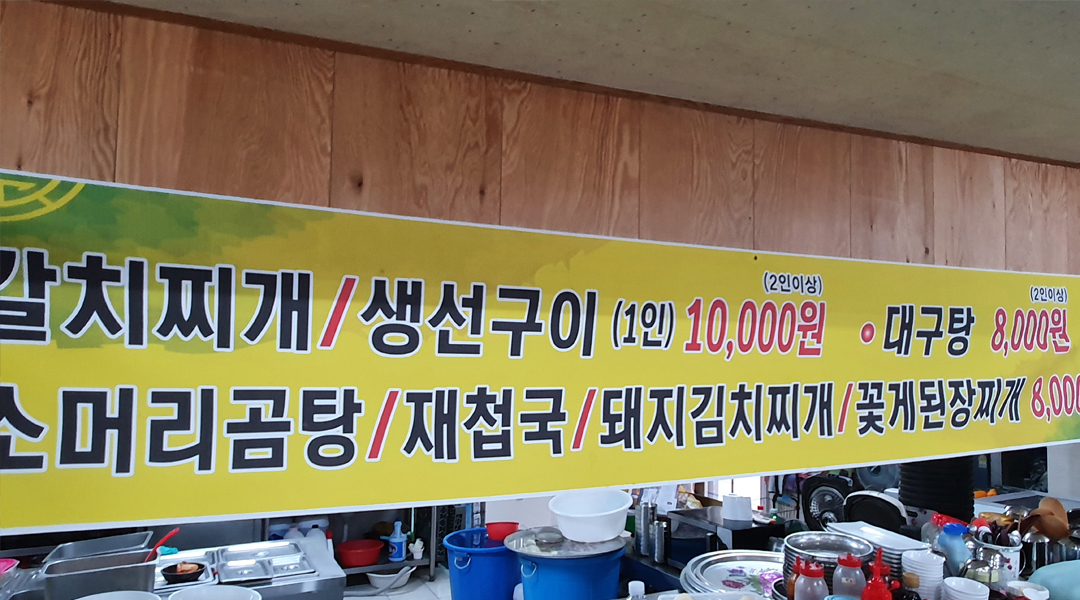 갈치찌개/생선구이 (1인) 10,000원 (2인이상) • 대구탕 8,000원 (2인이상)
소머리곰탕/재첩국/돼지김치찌개/꽃게된장찌개 8,000